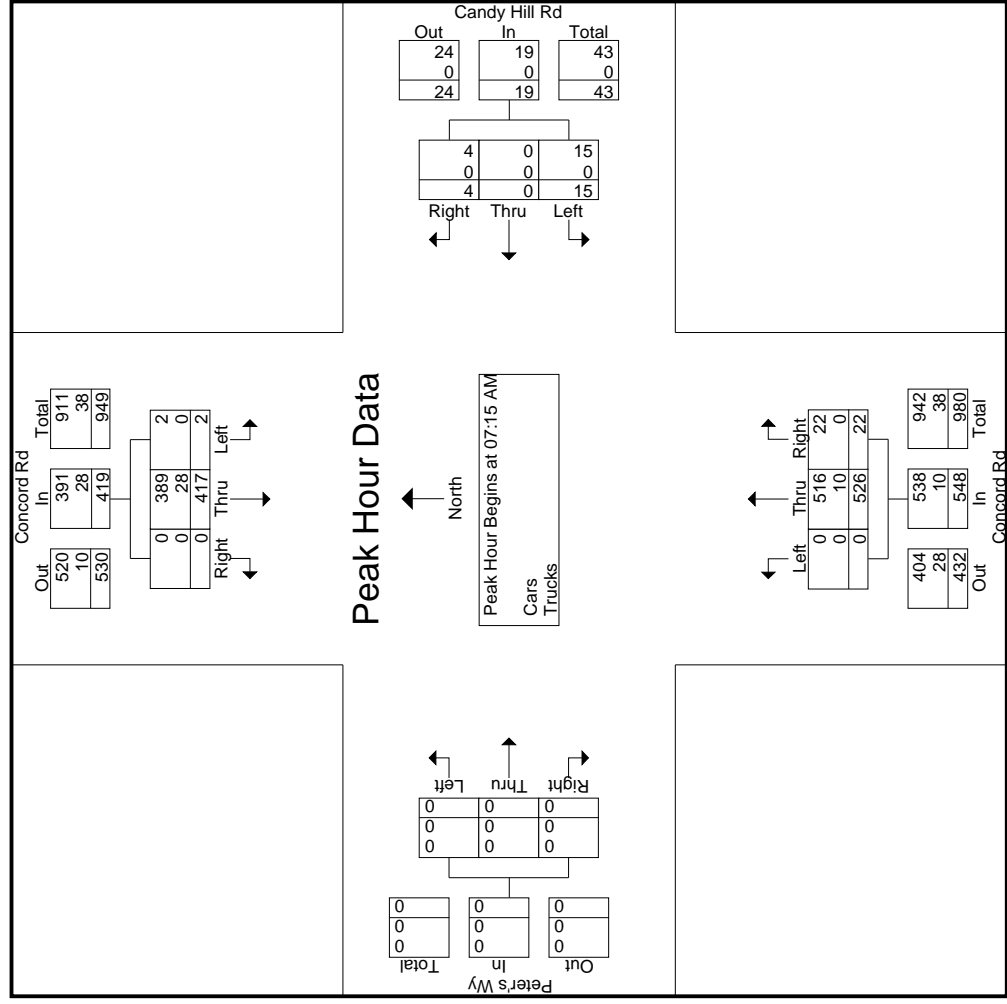 Candy Hill Rd
Out In Total
24 19 43
0 0 0
24 19 43
4 0 15
0 0 0
4 0 15
Right Thru Left
Concord Rd
Out In Total
520 391 911
10 28 38
530 419 949
0 389 2
0 28 0
0 417 2
Right Thru Left
Peak Hour Data
North
Peak Hour Begins at 07:15 AM
Cars
Trucks
Left Thru Right
0 516 22
0 10 0
0 526 22
404 538 942
28 10 38
432 548 980
Out In Total
Concord Rd
Left Thru Right
0 0 0
0 0 0
0 0 0
0 0 0
0 0 0
0 0 0
Total In Out
Peter's Wy